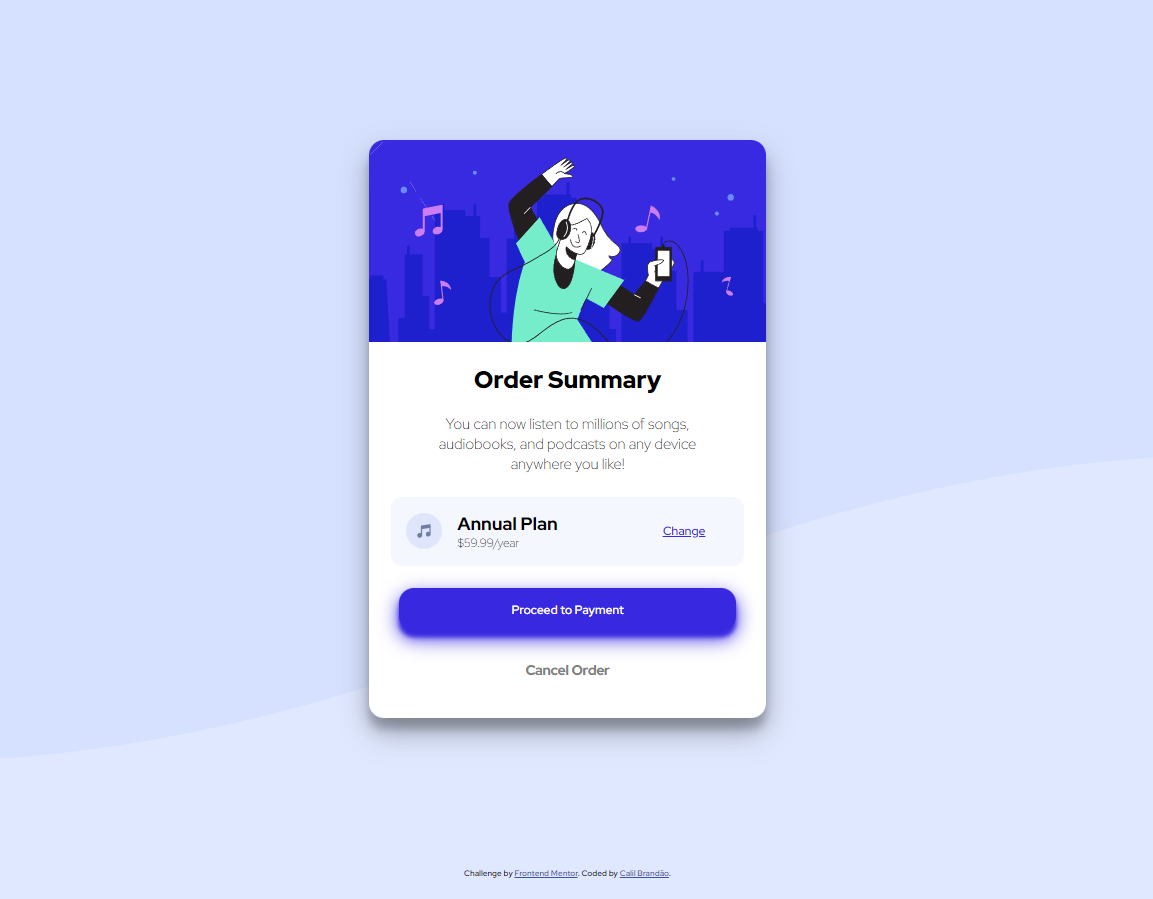 Order Summary
You can now listen to millions of songs,
audiobooks, and podcasts on any device
anywhere you like!
Annual Plan
$59.99/year
Change
Proceed to Payment
Cancel Order
Challenge by Frontend Mentor. Coded by Calil Brandão.